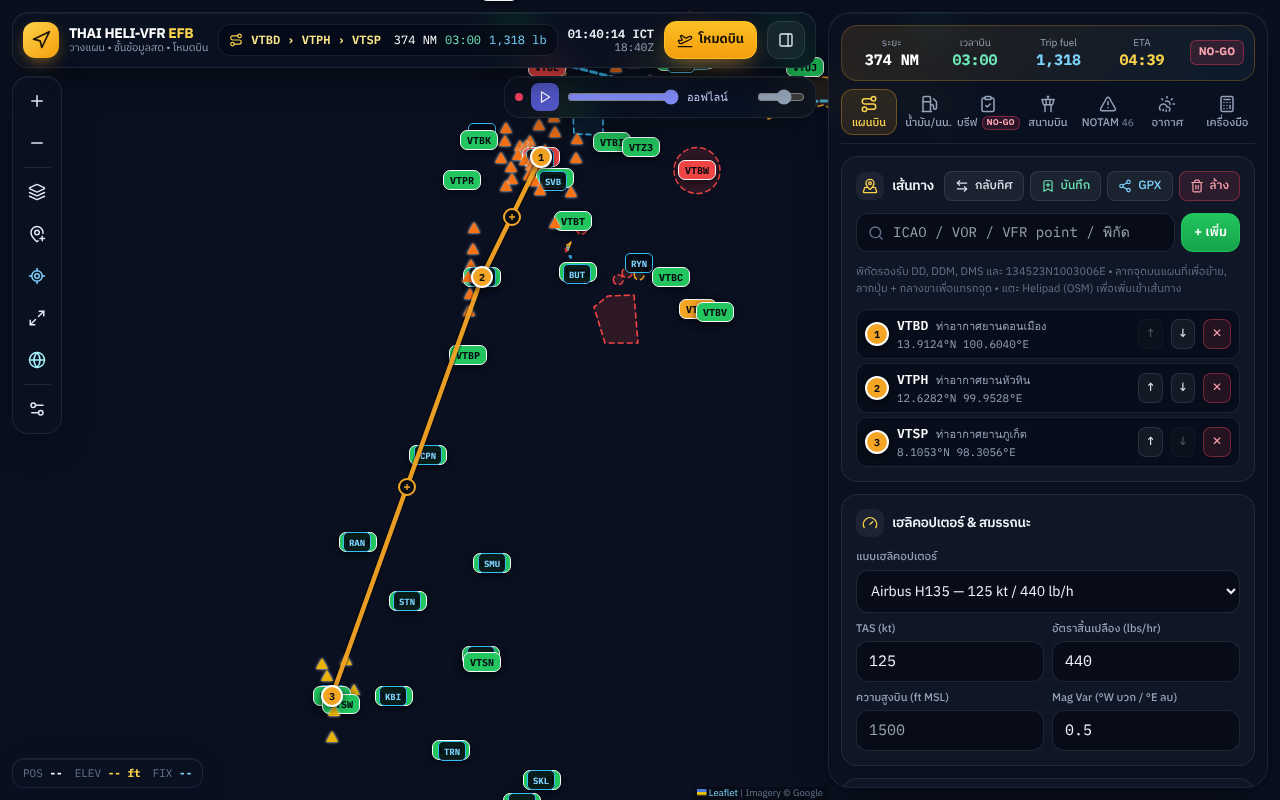 THAI HELI-VFR EFB
วางแผน • ชั้นข้อมูลสด • โหมดบิน
VTBD › VTPH › VTSP 374 NM 03:00 1,318 lb
01:40:14 ICT
18:40Z
โหมดบิน
ออฟไลน์
VTBK
VTZ3
VTPR
SVB
VTBW
VTBT
BUT
RYN
VTBC
VTBV
1
2
VTBP
CPN
RAN
SMU
STN
VTSN
3
KBI
TRN
SKL
POS -- ELEV -- ft FIX --
Leaflet | Imagery © Google
ระยะ
374 NM
เวลาบิน
03:00
Trip fuel
1,318
ETA
04:39
NO-GO
แผนบิน
น้ำมัน/นน.
บรีฟ NO-GO
สนามบิน
NOTAM 46
อากาศ
เครื่องมือ
เส้นทาง
กลับทิศ
บันทึก
GPX
ล้าง
ICAO / VOR / VFR point / พิกัด
+ เพิ่ม
พิกัดรองรับ DD, DDM, DMS และ 134523N1003006E • ลากจุดบนแผนที่เพื่อย้าย,
ลากปุ่ม + กลางขาเพื่อแทรกจุด • แตะ Helipad (OSM) เพื่อเพิ่มเข้าเส้นทาง
1 VTBD ท่าอากาศยานดอนเมือง
13.9124°N 100.6040°E
↑ ↓ ✕
2 VTPH ท่าอากาศยานหัวหิน
12.6282°N 99.9528°E
↑ ↓ ✕
3 VTSP ท่าอากาศยานภูเก็ต
8.1053°N 98.3056°E
↑ ↓ ✕
เฮลิคอปเตอร์ & สมรรถนะ
แบบเฮลิคอปเตอร์
Airbus H135 — 125 kt / 440 lb/h
TAS (kt)
125
อัตราสิ้นเปลือง (lbs/hr)
440
ความสูงบิน (ft MSL)
1500
Mag Var (°W บวก / °E ลบ)
0.5